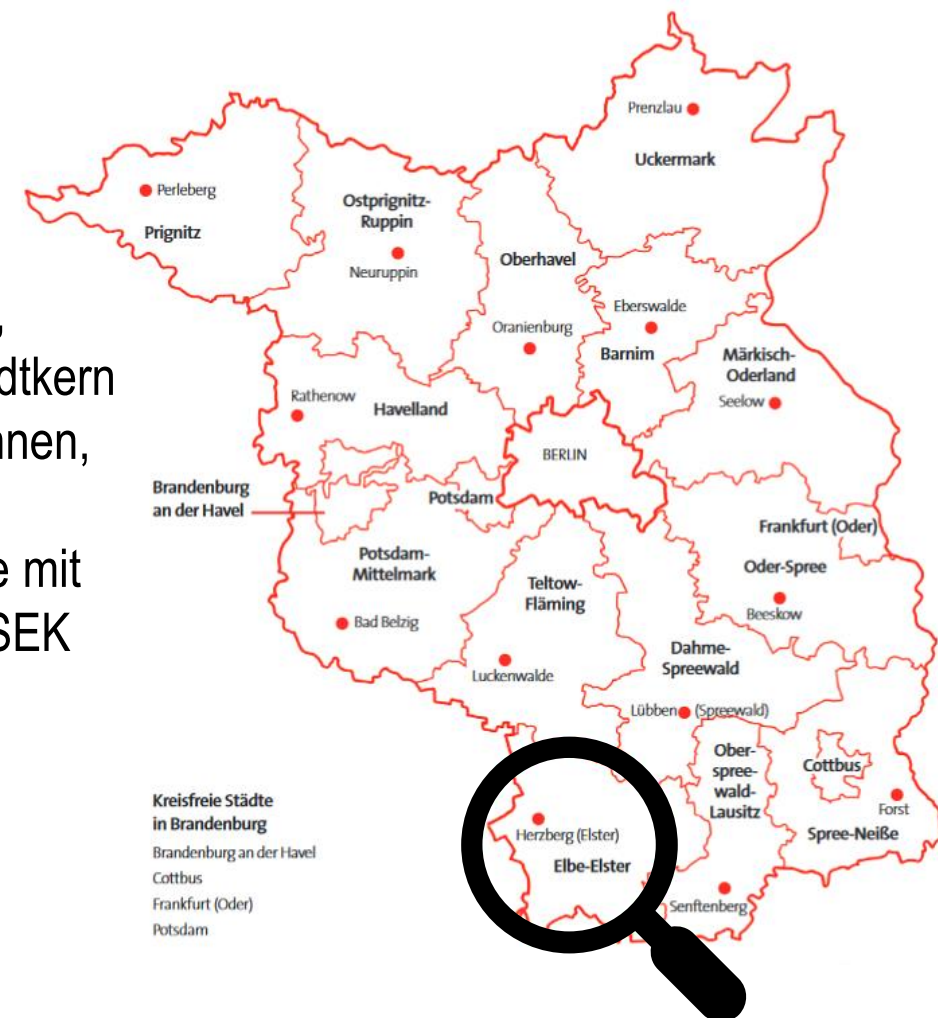 ,
dtkern
nnen,
e mit
SEK
Prenzlau
Uckermark
Perleberg
Prignitz
Ostprignitz-
Ruppin
Neuruppin
Oberhavel
Oranienburg
Eberswalde
Barnim
Märkisch-
Oderland
Seelow
Rathenow
Havelland
BERLIN
Brandenburg
an der Havel
Potsdam
Potsdam-
Mittelmark
Bad Belzig
Teltow-
Fläming
Luckenwalde
Frankfurt (Oder)
Oder-Spree
Beeskow
Dahme-
Spreewald
Lübben (Spreewald)
Ober-
spree-
wald-
Lausitz
Cottbus
Forst
Spree-Neiße
Herzberg (Elster)
Elbe-Elster
Senftenberg
Kreisfreie Städte
in Brandenburg
Brandenburg an der Havel
Cottbus
Frankfurt (Oder)
Potsdam